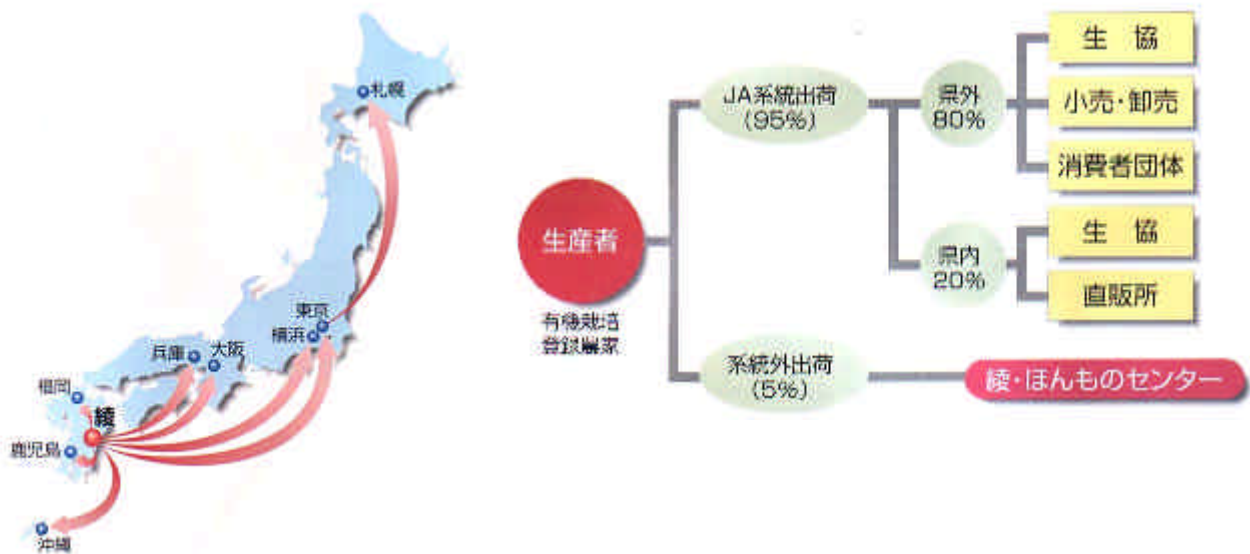 札幌
東京
横浜
兵庫
大阪
福岡
綾
鹿児島
沖縄
生産者
有機栽培
登録農家
JA系統出荷
(95%)
県外
80%
生 協
小売・卸売
消費者団体
県内
20%
生 協
直販所
系統外出荷
(5%)
綾・ほんものセンター